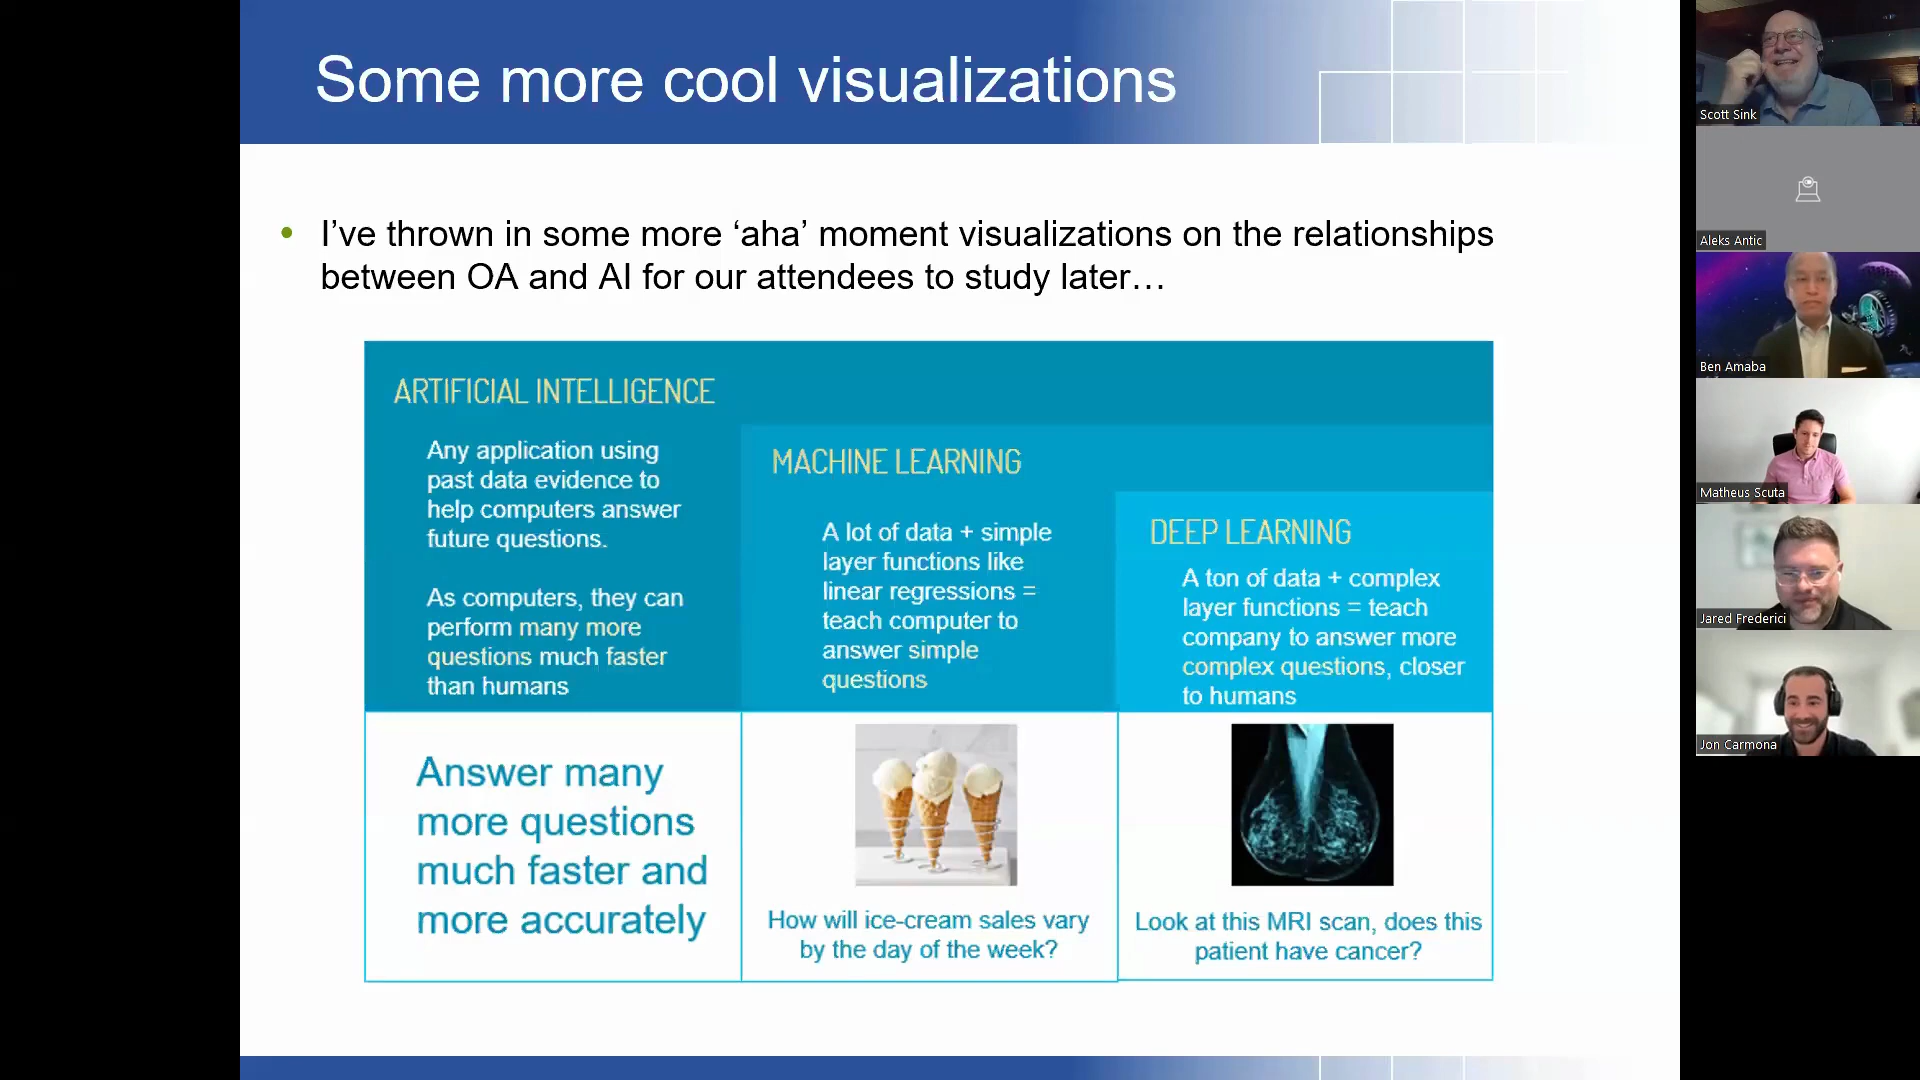 Some more cool visualizations
• I’ve thrown in some more ‘aha’ moment visualizations on the relationships
between OA and AI for our attendees to study later…
ARTIFICIAL INTELLIGENCE
Any application using
past data evidence to
help computers answer
future questions.
As computers, they can
perform many more
questions much faster
than humans
MACHINE LEARNING
A lot of data + simple
layer functions like
linear regressions =
teach computer to
answer simple
questions
DEEP LEARNING
A ton of data + complex
layer functions = teach
company to answer more
complex questions, closer
to humans
Answer many
more questions
much faster and
more accurately
How will ice-cream sales vary
by the day of the week?
Look at this MRI scan, does this
patient have cancer?
Scott Sink
Aleks Antic
Ben Amaba
Matheus Scuta
Jared Frederici
Jon Carmona